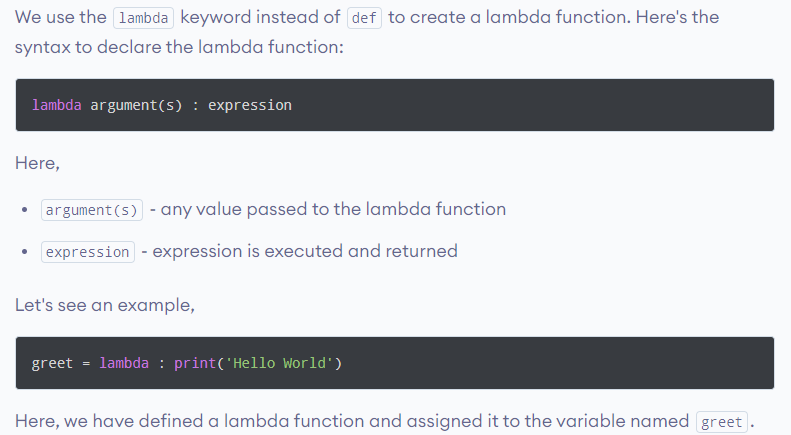 We use the lambda keyword instead of def to create a lambda function. Here's the
syntax to declare the lambda function:
lambda argument(s) : expression
Here,
• argument(s) - any value passed to the lambda function
• expression - expression is executed and returned
Let's see an example,
greet = lambda : print('Hello World')
Here, we have defined a lambda function and assigned it to the variable named greet .